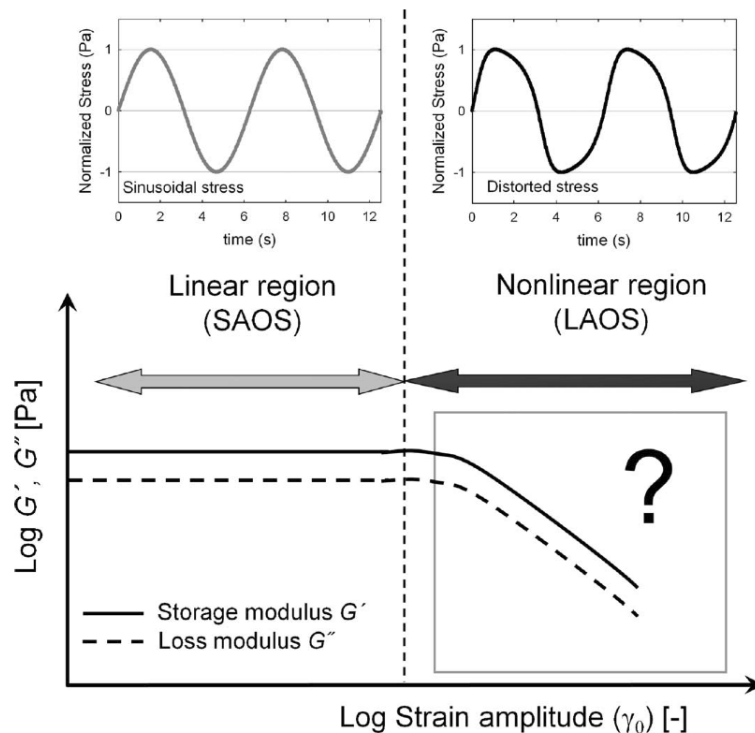 Normalized Stress (Pa)
1
0
-1
Sinusoidal stress
0 2 4 6 8 10 12
time (s)
Normalized Stress (Pa)
1
0
-1
Distorted stress
0 2 4 6 8 10 12
time (s)
Linear region
(SAOS)
Nonlinear region
(LAOS)
Log G′, G″ [Pa]
?
Storage modulus G′
Loss modulus G″
Log Strain amplitude (γ₀) [-]